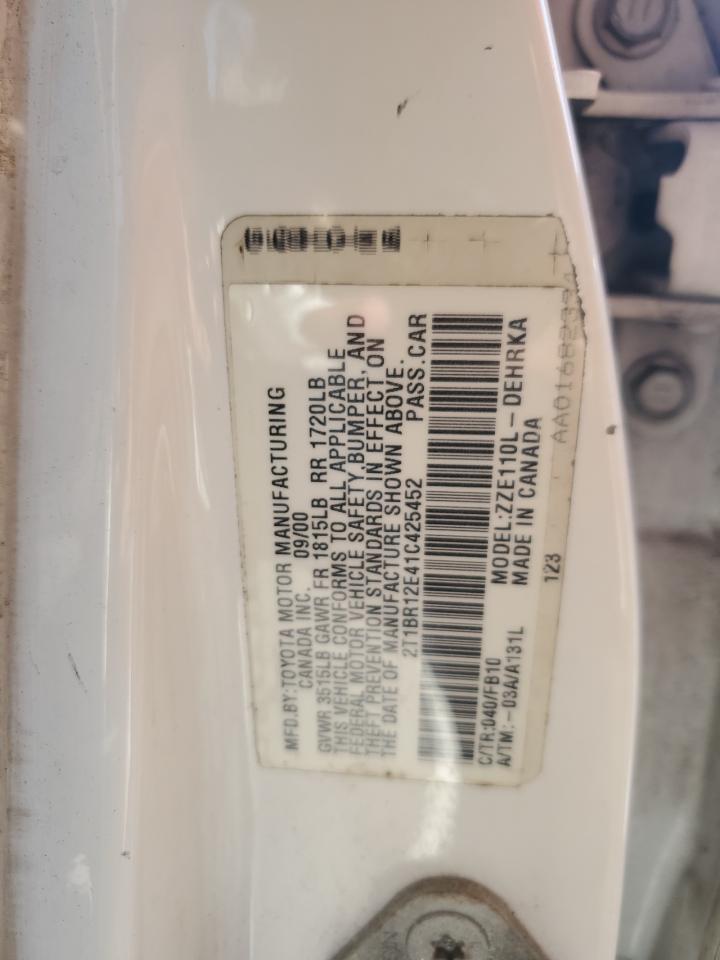 MFD.BY:TOYOTA MOTOR MANUFACTURING
CANADA INC. 09/00
GVWR 3515LB GAWR FR 1815LB RR 1720LB
THIS VEHICLE CONFORMS TO ALL APPLICABLE
FEDERAL MOTOR VEHICLE SAFETY,BUMPER, AND
THEFT PREVENTION STANDARDS IN EFFECT ON
THE DATE OF MANUFACTURE SHOWN ABOVE.
2T1BR12E41C425452 PASS.CAR
C/TR:040/FB10 MODEL:ZZE110L-DEHRKA
A/TM:-03A/A131L MADE IN CANADA
123